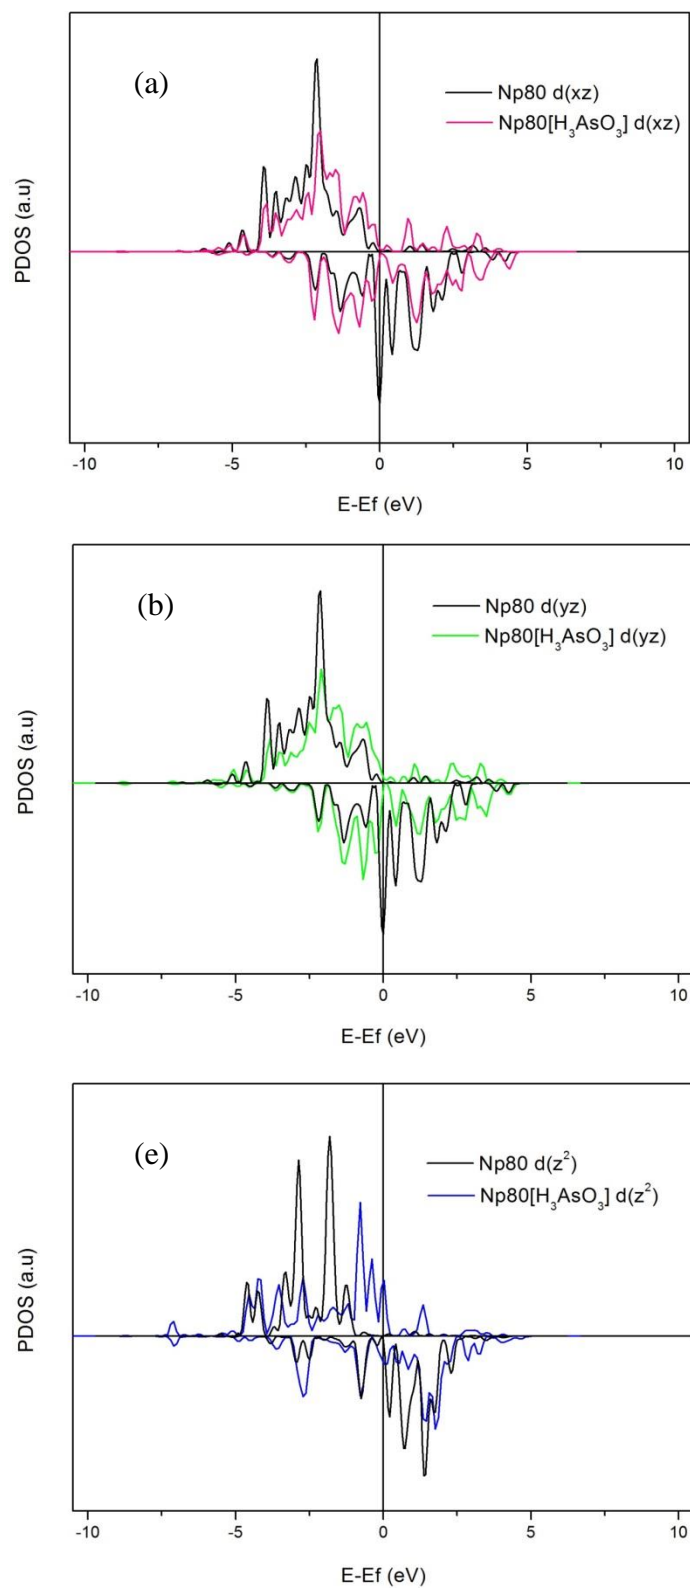 (a)
Np80 d(xz)
Np80[H₃AsO₃] d(xz)
PDOS (a.u)
-10 -5 0 5 10
E-Ef (eV)
(b)
Np80 d(yz)
Np80[H₃AsO₃] d(yz)
PDOS (a.u)
-10 -5 0 5 10
E-Ef (eV)
(e)
Np80 d(z²)
Np80[H₃AsO₃] d(z²)
PDOS (a.u)
-10 -5 0 5 10
E-Ef (eV)